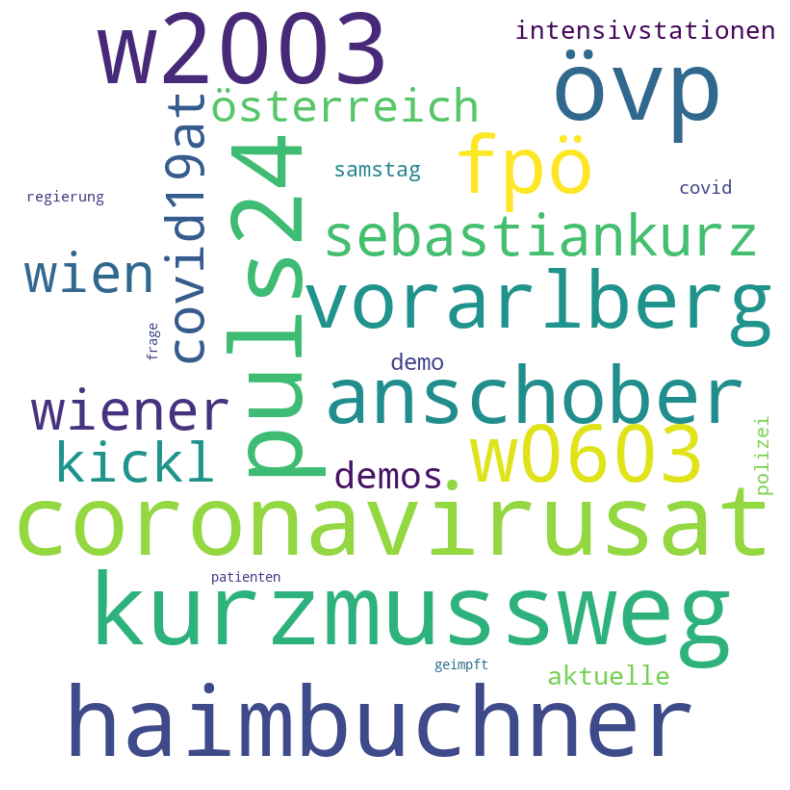 w2003
intensivstationen
övp
österreich
covid19at
puls24
fpö
samstag
covid
regierung
sebastiankurz
wien
vorarlberg
frage
demo
anschober
wiener
kickl
demos
w0603
polizei
coronavirusat
patienten
kurzmussweg
geimpft
aktuelle
haimbuchner